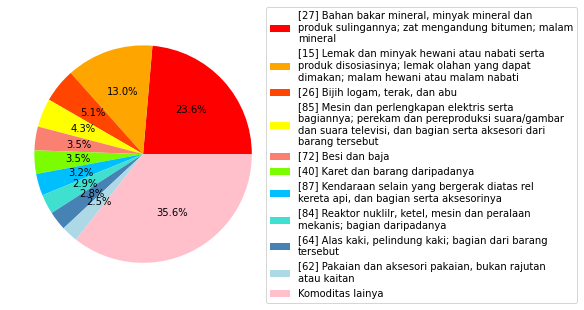 [27] Bahan bakar mineral, minyak mineral dan
produk sulingannya; zat mengandung bitumen; malam
mineral
[15] Lemak dan minyak hewani atau nabati serta
produk disosiasinya; lemak olahan yang dapat
dimakan; malam hewani atau malam nabati
[26] Bijih logam, terak, dan abu
[85] Mesin dan perlengkapan elektris serta
bagiannya; perekam dan pereproduksi suara/gambar
dan suara televisi, dan bagian serta aksesori dari
barang tersebut
[72] Besi dan baja
[40] Karet dan barang daripadanya
[87] Kendaraan selain yang bergerak diatas rel
kereta api, dan bagian serta aksesorinya
[84] Reaktor nuklilr, ketel, mesin dan peralaan
mekanis; bagian daripadanya
[64] Alas kaki, pelindung kaki; bagian dari barang
tersebut
[62] Pakaian dan aksesori pakaian, bukan rajutan
atau kaitan
Komoditas lainya
23.6%
13.0%
5.1%
4.3%
3.5%
3.5%
3.2%
2.9%
2.8%
2.5%
35.6%